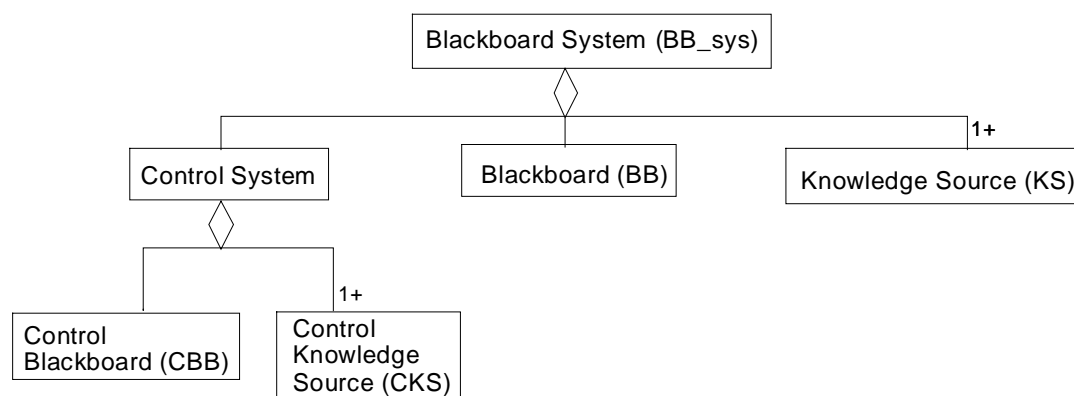 Blackboard System (BB_sys)
1+
Control System
Blackboard (BB)
Knowledge Source (KS)
1+
Control
Blackboard (CBB)
Control
Knowledge
Source (CKS)